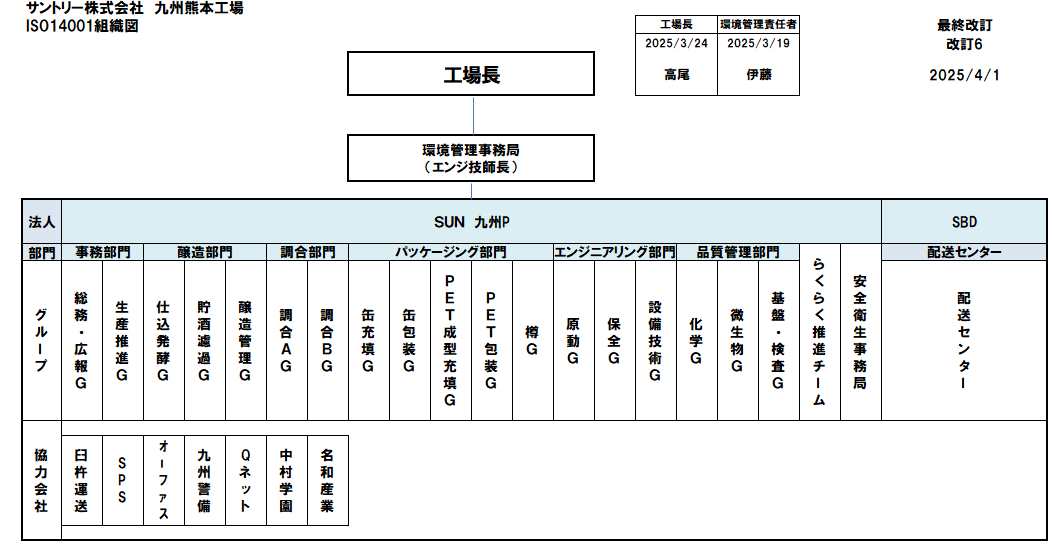 サントリー株式会社 九州熊本工場
ISO14001組織図
工場長 環境管理責任者
2025/3/24 2025/3/19
高尾 伊藤
最終改訂
改訂6
2025/4/1
工場長
環境管理事務局
(エンジ技師長)
法人 SUN 九州P SBD
部門 事務部門 醸造部門 調合部門 パッケージング部門 エンジニアリング部門 品質管理部門 配送センター
グループ
総務・広報G
生産推進G
仕込発酵G
貯酒濾過G
醸造管理G
調合AG
調合BG
缶充填G
缶包装G
PET成型充填G
PET包装G
樽G
原動G
保全G
設備技術G
化学G
微生物G
基盤・検査G
らくらく推進チーム
安全衛生事務局
配送センター
協力会社
臼杵運送
SPS
オーファス
九州警備
Qネット
中村学園
名和産業